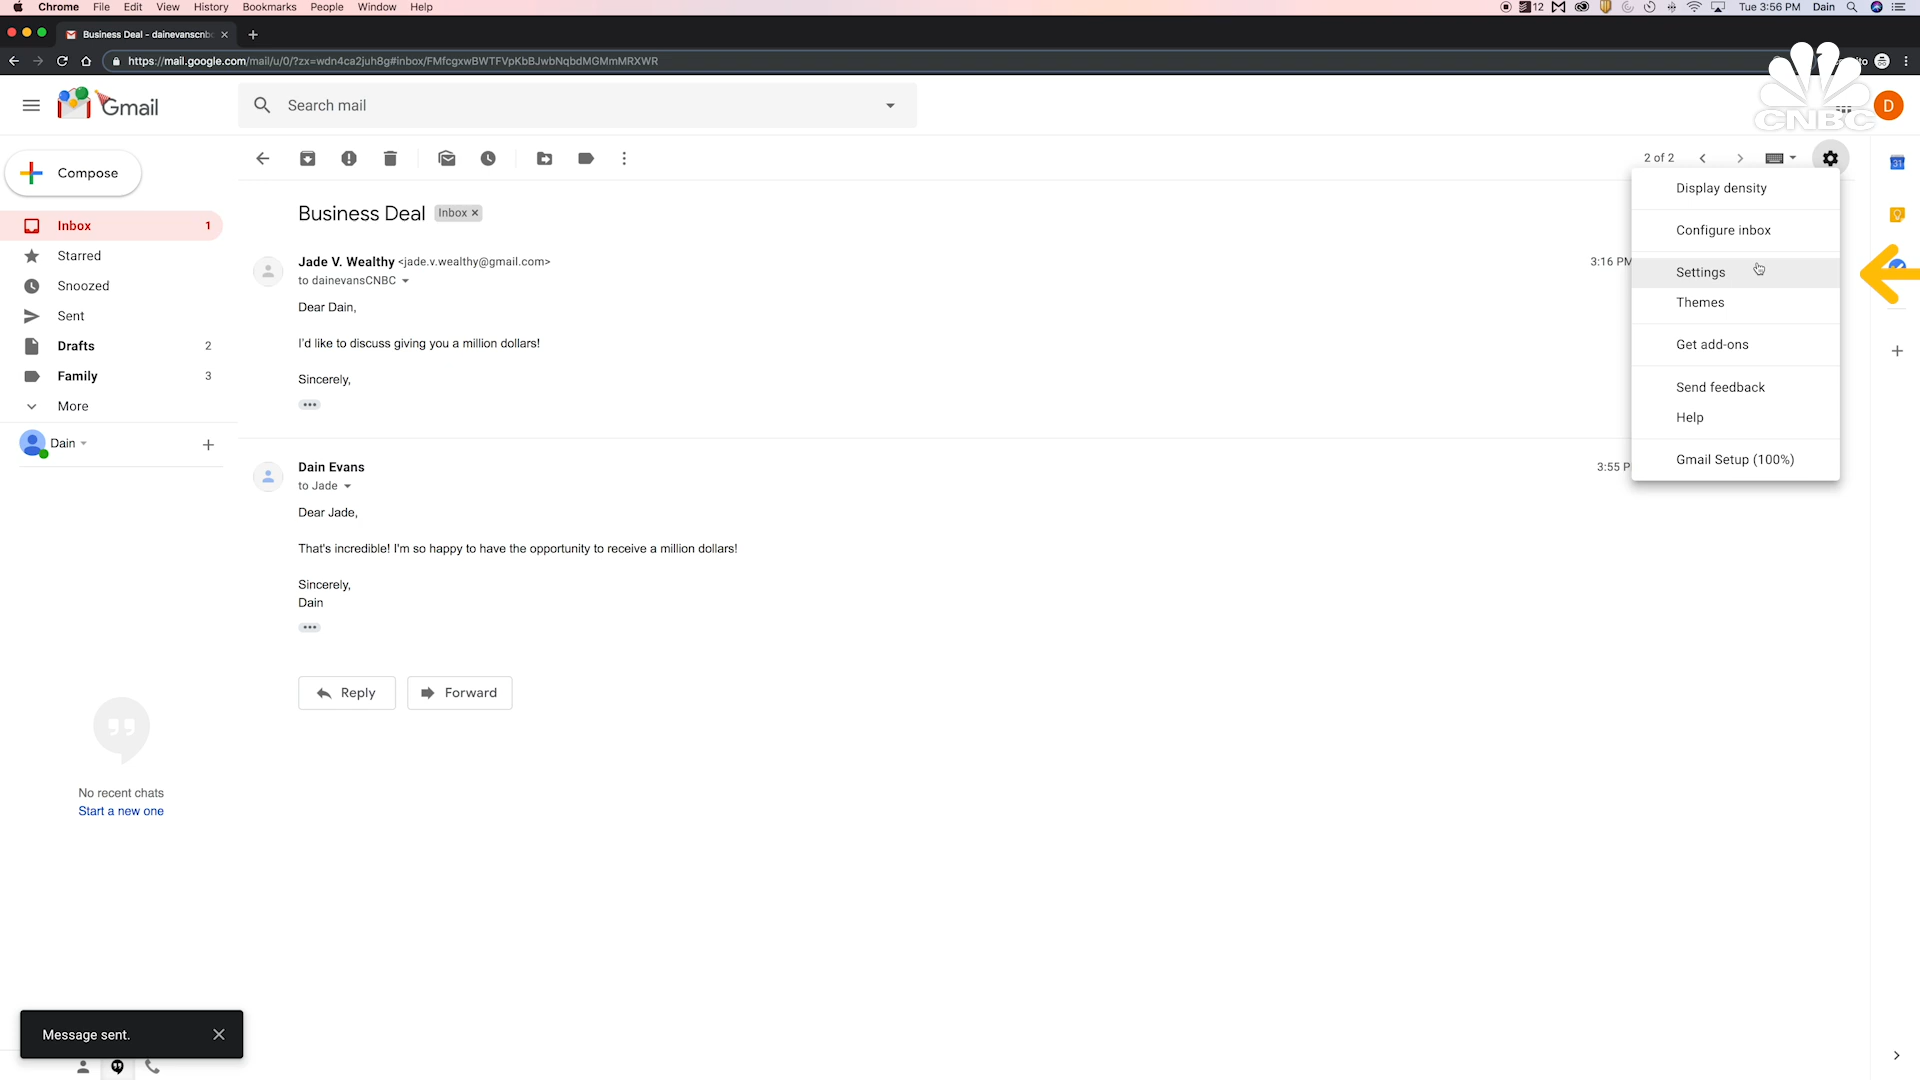 Chrome File Edit View History Bookmarks People Window Help
12 Tue 3:56 PM Dain
Business Deal - dainevanscnbc
https://mail.google.com/mail/u/0/?zx=wdn4ca2juh8g#inbox/FMfcgxwBWTFVpKbBJwbNqbdMGMmMRXWR
Gmail
Search mail
CNBC
D
Compose
2 of 2
31
Inbox 1
Starred
Snoozed
Sent
Drafts 2
Family 3
More
Dain
No recent chats
Start a new one
Message sent.
Business Deal Inbox x
Jade V. Wealthy <jade.v.wealthy@gmail.com> 3:16 PM
to dainevansCNBC
Dear Dain,
I'd like to discuss giving you a million dollars!
Sincerely,
Dain Evans 3:55 P
to Jade
Dear Jade,
That's incredible! I'm so happy to have the opportunity to receive a million dollars!
Sincerely,
Dain
Reply Forward
Display density
Configure inbox
Settings
Themes
Get add-ons
Send feedback
Help
Gmail Setup (100%)